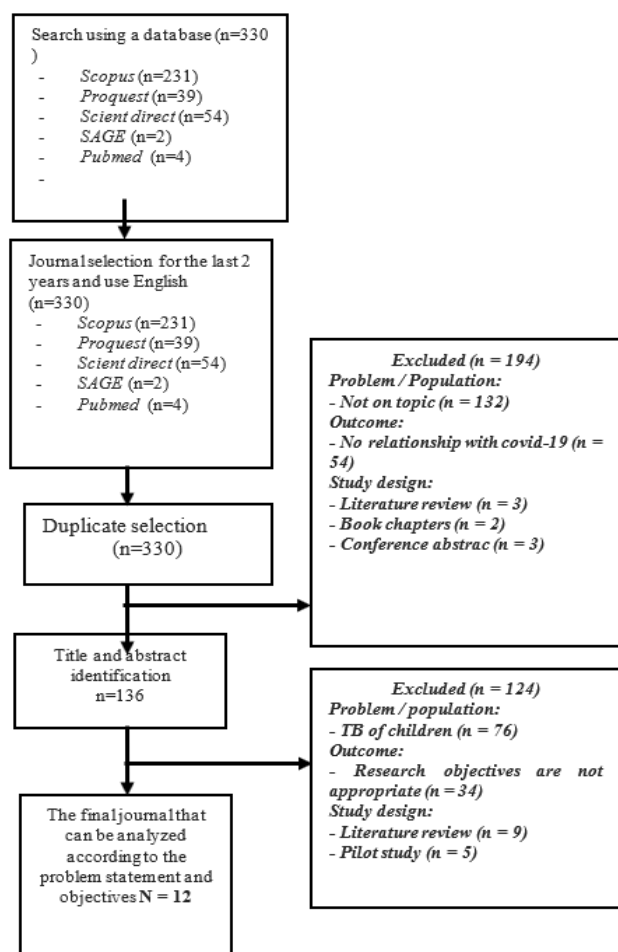 Search using a database (n=330
)
- Scopus (n=231)
- Proquest (n=39)
- Scient direct (n=54)
- SAGE (n=2)
- Pubmed (n=4)
-
Journal selection for the last 2
years and use English
(n=330)
- Scopus (n=231)
- Proquest (n=39)
- Scient direct (n=54)
- SAGE (n=2)
- Pubmed (n=4)
Excluded (n = 194)
Problem / Population:
- Not on topic (n = 132)
Outcome:
- No relationship with covid-19 (n =
54)
Study design:
- Literature review (n = 3)
- Book chapters (n = 2)
- Conference abstrac (n = 3)
Duplicate selection
(n=330)
Title and abstract
identification
n=136
Excluded (n = 124)
Problem / population:
- TB of children (n = 76)
Outcome:
- Research objectives are not
appropriate (n = 34)
Study design:
- Literature review (n = 9)
- Pilot study (n = 5)
The final journal that
can be analyzed
according to the
problem statement and
objectives N = 12